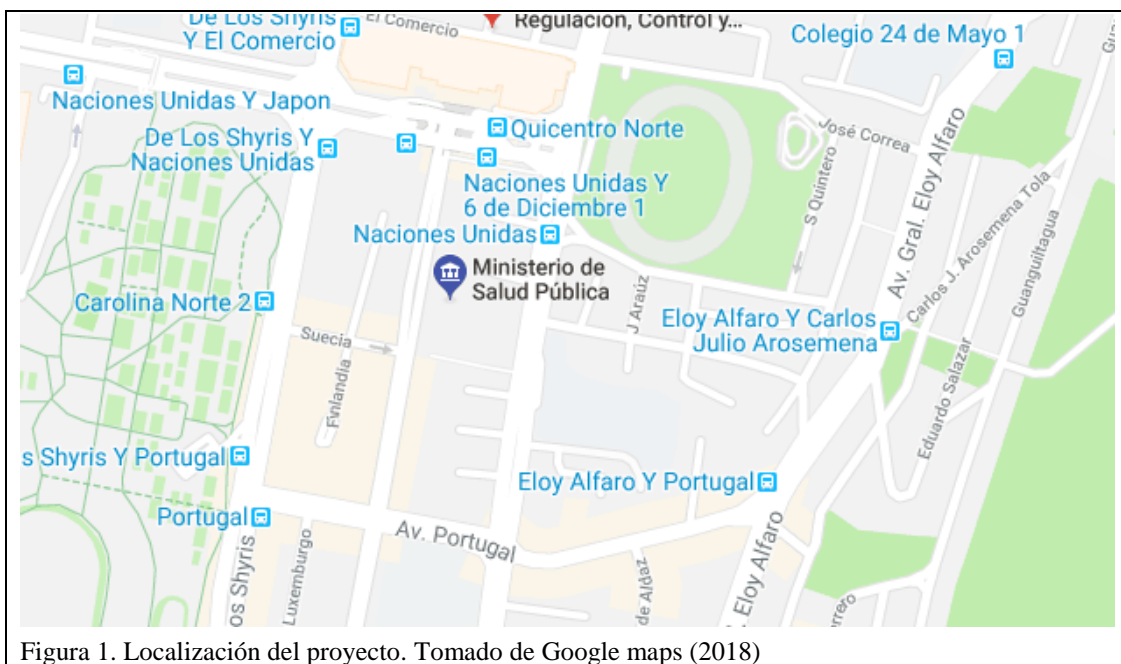 De Los Shyris
Y El Comercio
El Comercio
Regulación, Control y...
Colegio 24 de Mayo 1
Naciones Unidas Y Japon
De Los Shyris Y
Naciones Unidas
Quicentro Norte
José Correa
S Quintero
Av. Gral. Eloy Alfaro
Naciones Unidas Y
6 de Diciembre 1
Naciones Unidas
Carlos J. Arosemena Tola
Guanguiltagua
Ministerio de
Salud Pública
Carolina Norte 2
J Araúz
Eloy Alfaro Y Carlos
Julio Arosemena
Suecia
Finlandia
Eduardo Salazar
s Shyris Y Portugal
Eloy Alfaro Y Portugal
Portugal
Av. Portugal
os Shyris
Luxemburgo
de Aldaz
. Eloy Alfaro
rrero
Figura 1. Localización del proyecto. Tomado de Google maps (2018)